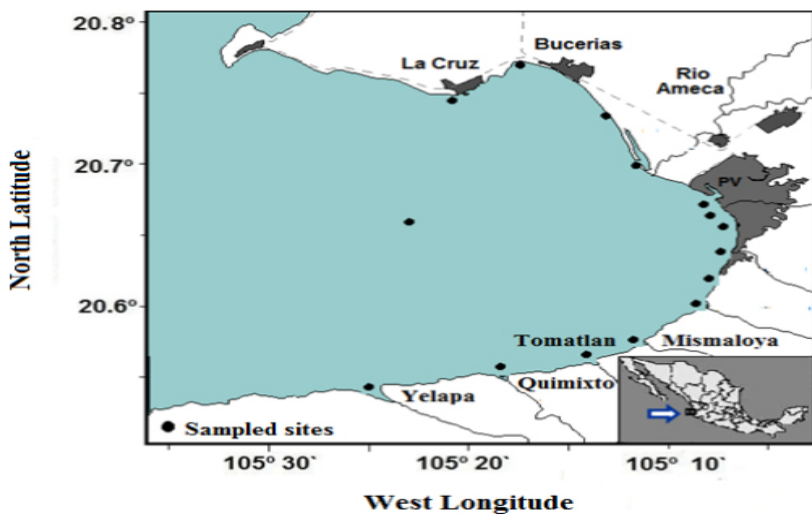 20.8°
La Cruz
Bucerias
Rio
Ameca
20.7°
PV
North Latitude
20.6°
Tomatlan
Mismaloya
Quimixto
Yelapa
Sampled sites
105° 30`
105° 20`
105° 10`
West Longitude